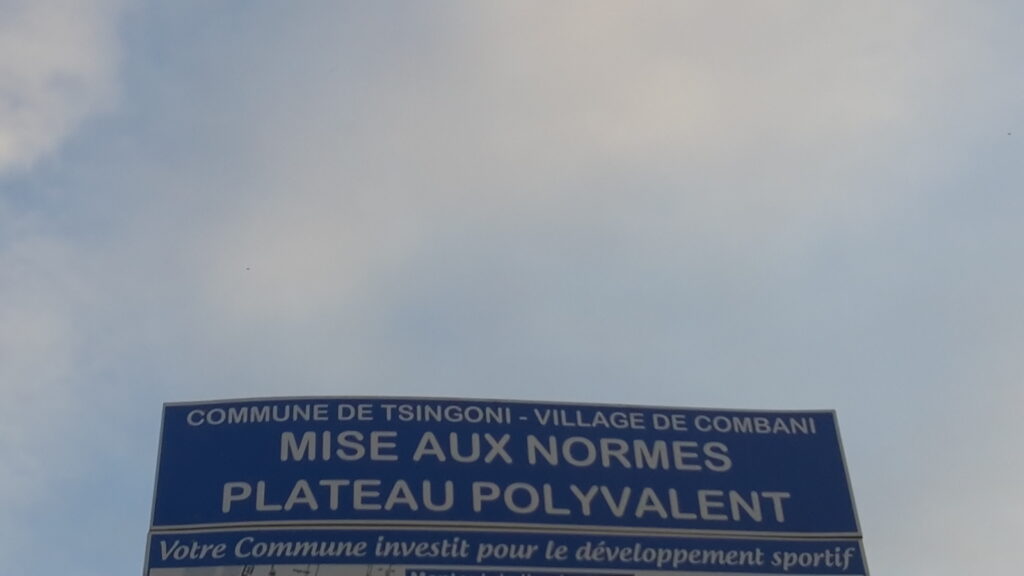 COMMUNE DE TSINGONI - VILLAGE DE COMBANI
MISE AUX NORMES
PLATEAU POLYVALENT
Votre Commune investit pour le développement sportif